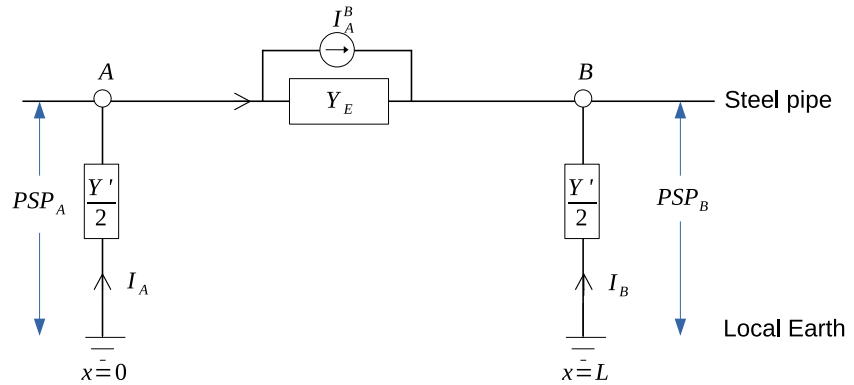 I_A^B
A
B
Y_E
Steel pipe
PSP_A
Y'
2
Y'
2
PSP_B
I_A
I_B
Local Earth
x=0
x=L